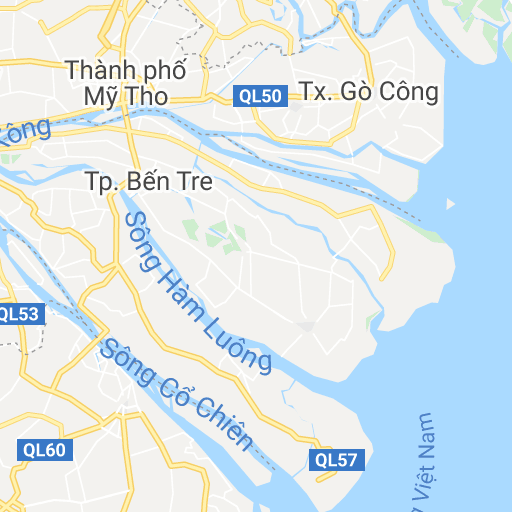 Thành phố
Mỹ Tho
QL50
Tx. Gò Công
Kông
Tp. Bến Tre
Sông Hàm Luông
QL53
Sông Cổ Chiên
QL60
QL57
Việt Nam